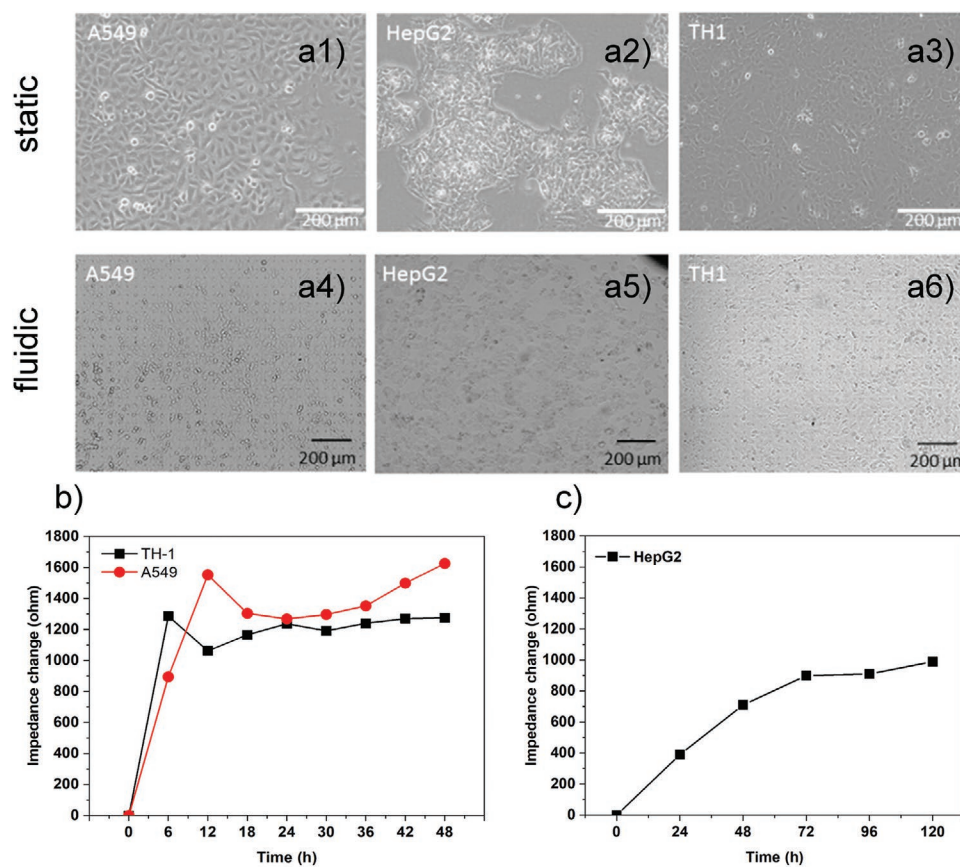 static
A549
a1)
200 µm
HepG2
a2)
200 µm
TH1
a3)
200 µm
fluidic
A549
a4)
200 µm
HepG2
a5)
200 µm
TH1
a6)
200 µm
b)
TH-1
A549
Impedance change (ohm)
1800
1600
1400
1200
1000
800
600
400
200
0
0 6 12 18 24 30 36 42 48
Time (h)
c)
HepG2
Impedance change (ohm)
1800
1600
1400
1200
1000
800
600
400
200
0
0 24 48 72 96 120
Time (h)